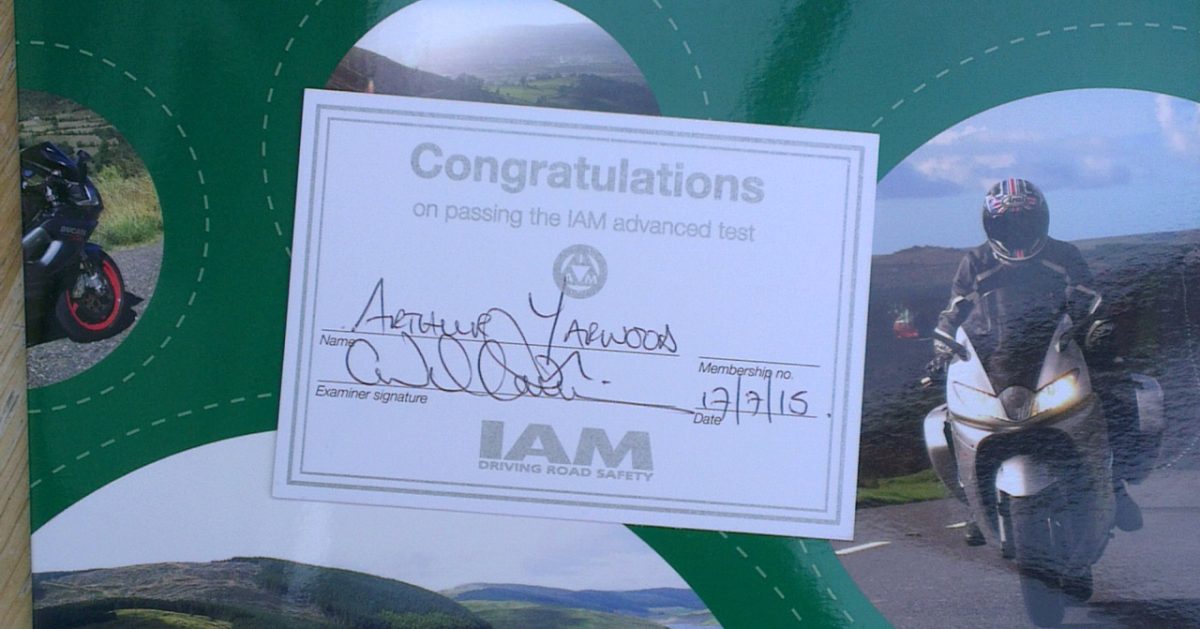 Congratulations
on passing the IAM advanced test
IAM
ARTHUR YARWOOD
Name
Membership no.
Examiner signature
17/7/15.
Date
IAM
DRIVING ROAD SAFETY
DUCATI